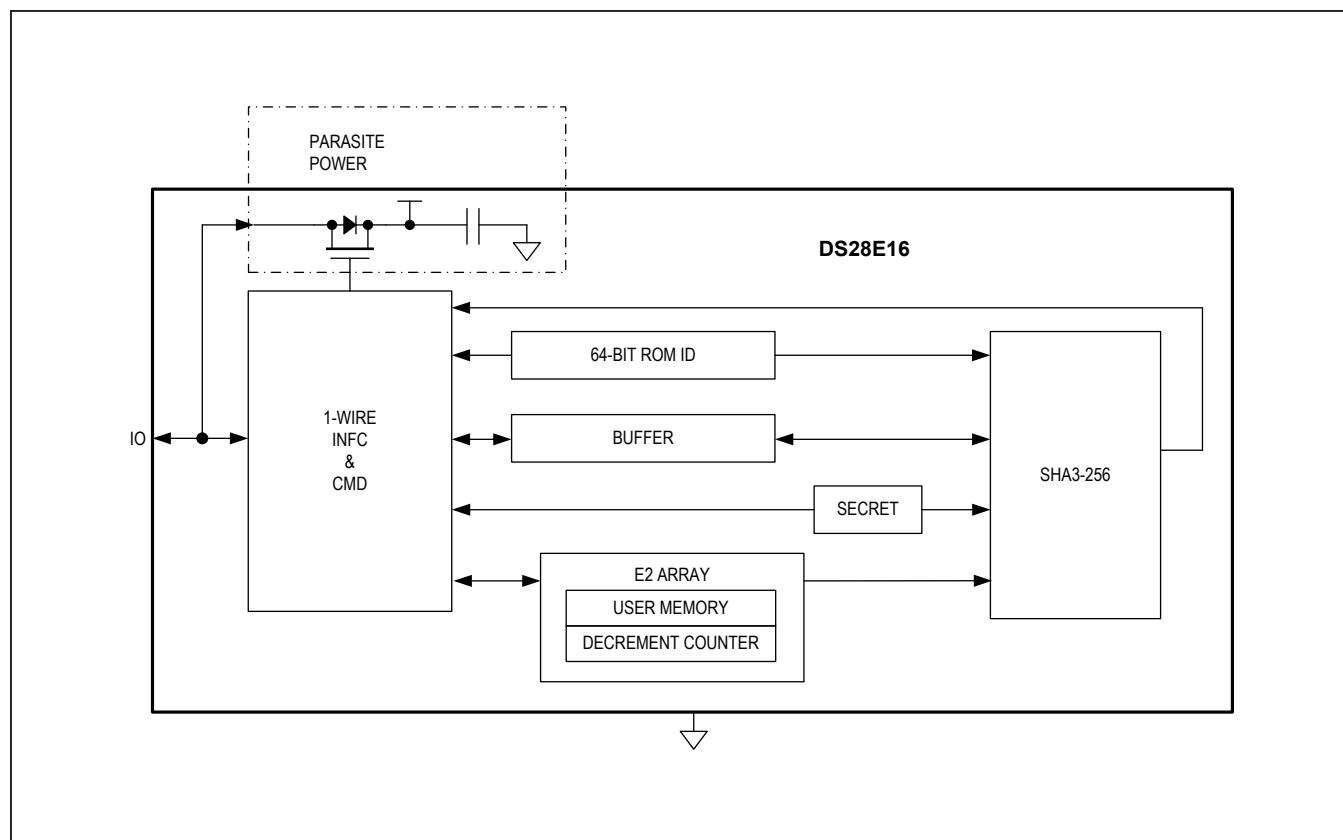 PARASITE
POWER
DS28E16
64-BIT ROM ID
1-WIRE
INFC
&
CMD
IO
BUFFER
SHA3-256
SECRET
E2 ARRAY
USER MEMORY
DECREMENT COUNTER